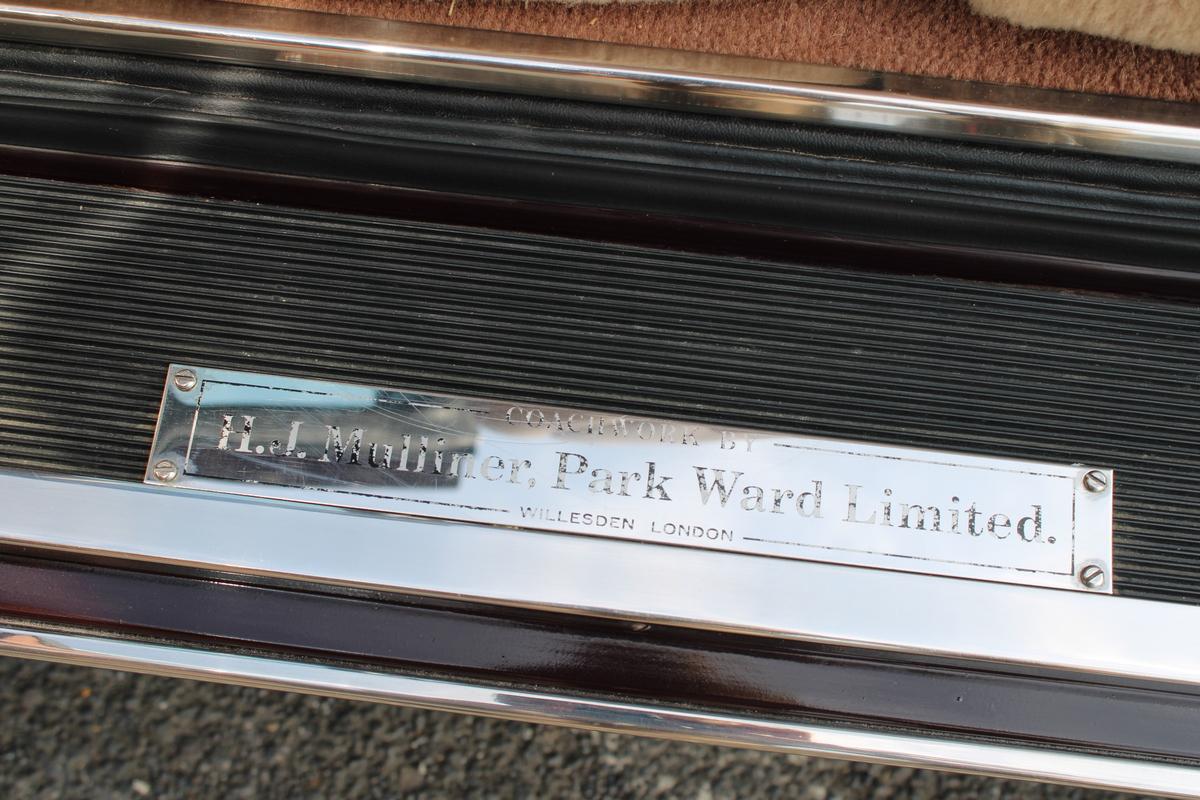 COACHWORK BY
H.J. Mulliner, Park Ward Limited.
WILLESDEN LONDON